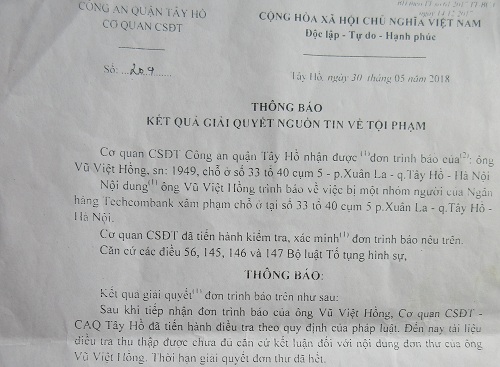 CÔNG AN QUẬN TÂY HỒ
CƠ QUAN CSĐT
CỘNG HÒA XÃ HỘI CHỦ NGHĨA VIỆT NAM
Độc lập - Tự do - Hạnh phúc
Số: 209
Tây Hồ, ngày 30 tháng 05 năm 2018
THÔNG BÁO
KẾT QUẢ GIẢI QUYẾT NGUỒN TIN VỀ TỘI PHẠM
Cơ quan CSĐT Công an quận Tây Hồ nhận được (1)đơn trình báo của(2): ông
Vũ Việt Hồng, sn: 1949, chỗ ở số 33 tổ 40 cụm 5 - p.Xuân La - q.Tây Hồ - Hà Nội
Nội dung(1) ông Vũ Việt Hồng trình báo về việc bị một nhóm người của Ngân
hàng Techcombank xâm phạm chỗ ở tại số 33 tổ 40 cụm 5 p.Xuân La - q.Tây Hồ -
Hà Nội.
Cơ quan CSĐT đã tiến hành kiểm tra, xác minh(1) đơn trình báo nêu trên.
Căn cứ các điều 56, 145, 146 và 147 Bộ luật Tố tụng hình sự,
THÔNG BÁO:
Kết quả giải quyết(1) đơn trình báo trên như sau:
Sau khi tiếp nhận đơn trình báo của ông Vũ Việt Hồng, Cơ quan CSĐT -
CAQ Tây Hồ đã tiến hành điều tra theo quy định của pháp luật. Đến nay tài liệu
điều tra thu thập được chưa đủ căn cứ kết luận đối với nội dung đơn thư của ông
Vũ Việt Hồng. Thời hạn giải quyết đơn thư đã hết.